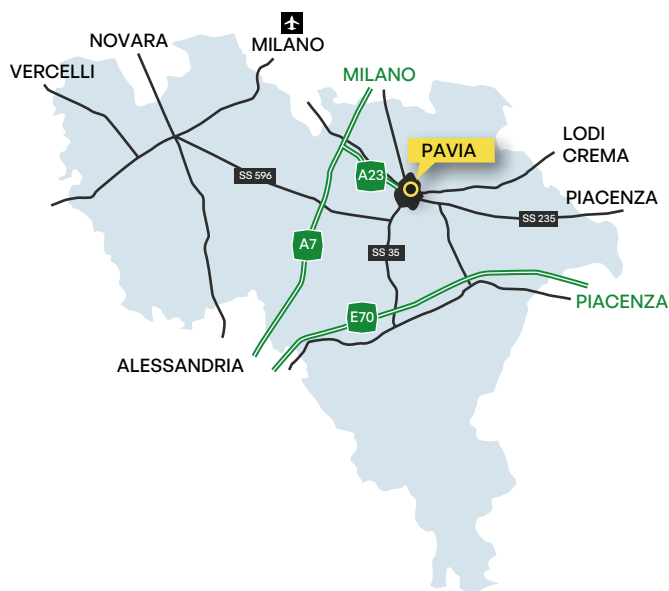 NOVARA
MILANO
VERCELLI
MILANO
PAVIA
LODI
CREMA
A23
SS 596
PIACENZA
SS 235
A7
SS 35
PIACENZA
E70
ALESSANDRIA